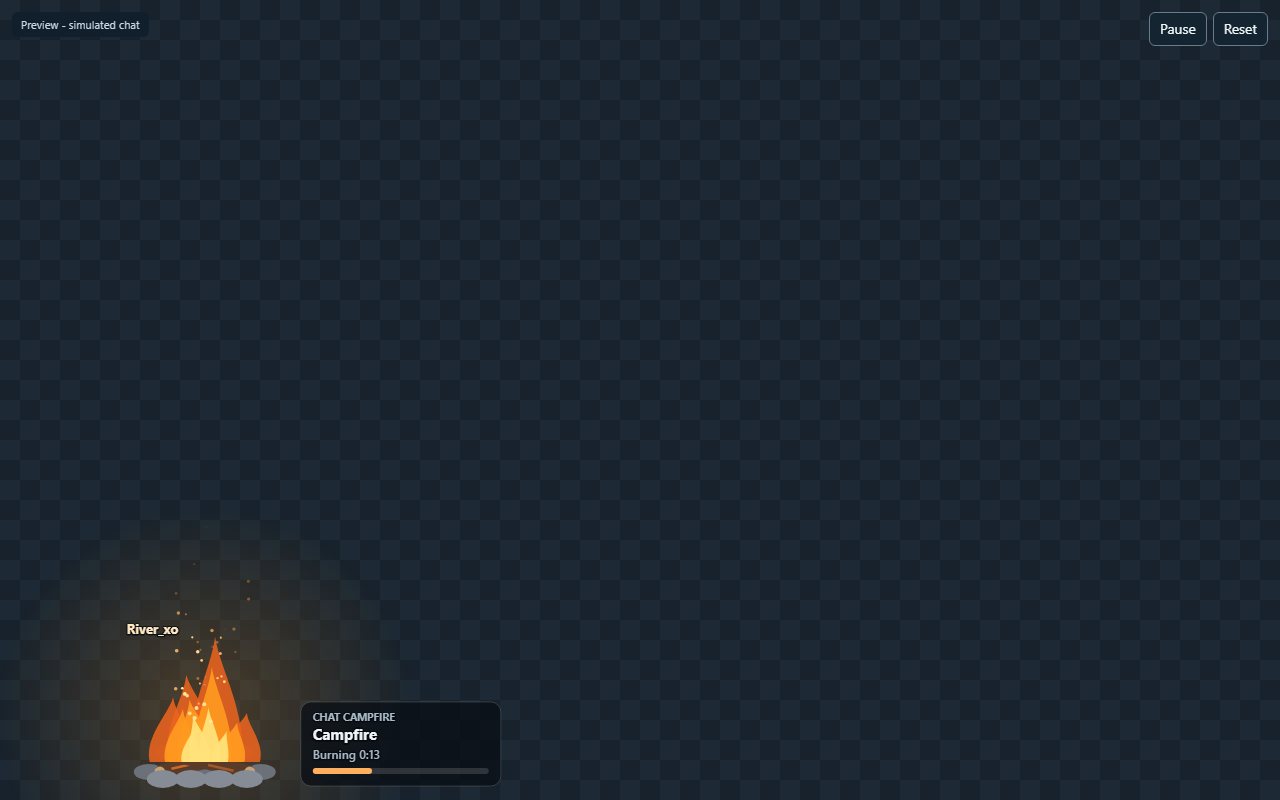 Preview - simulated chat
Pause
Reset
River_xo
CHAT CAMPFIRE
Campfire
Burning 0:13